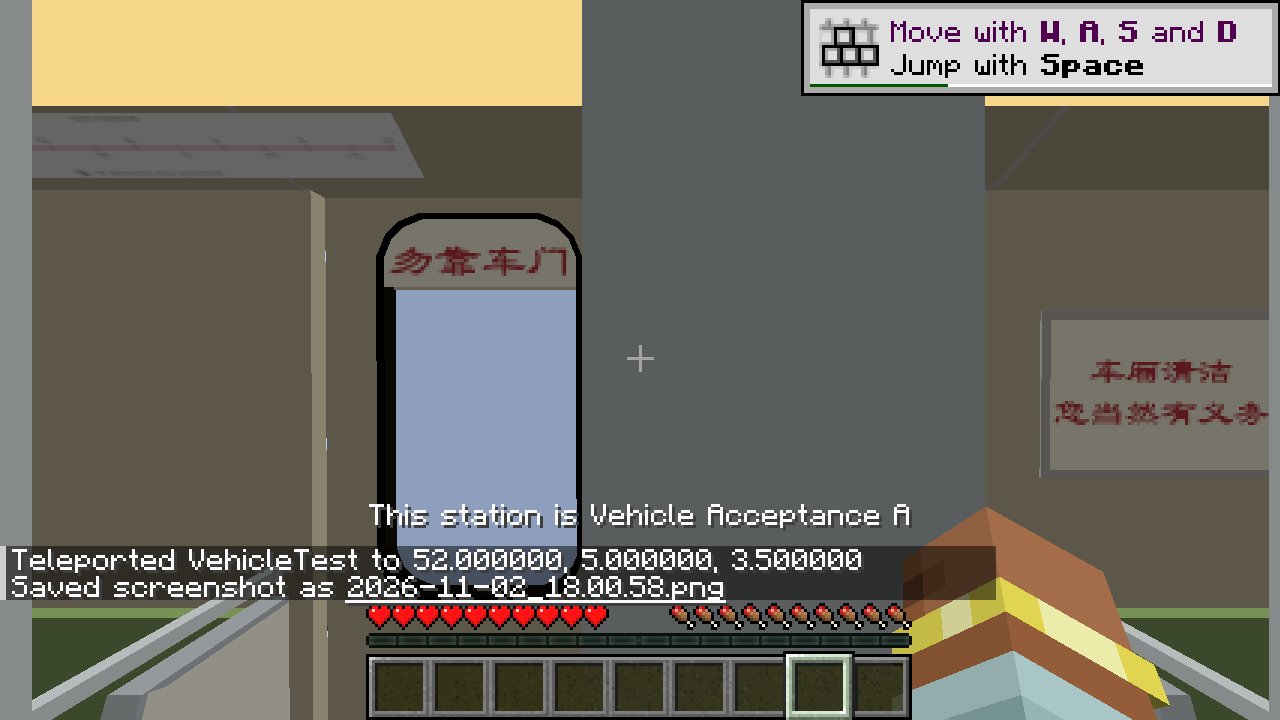 Move with W, A, S and D
Jump with Space
勿靠车门
车厢清洁
您当然有义务
This station is Vehicle Acceptance A
Teleported VehicleTest to 52.000000, 5.000000, 3.500000
Saved screenshot as 2026-11-02_18.00.58.png